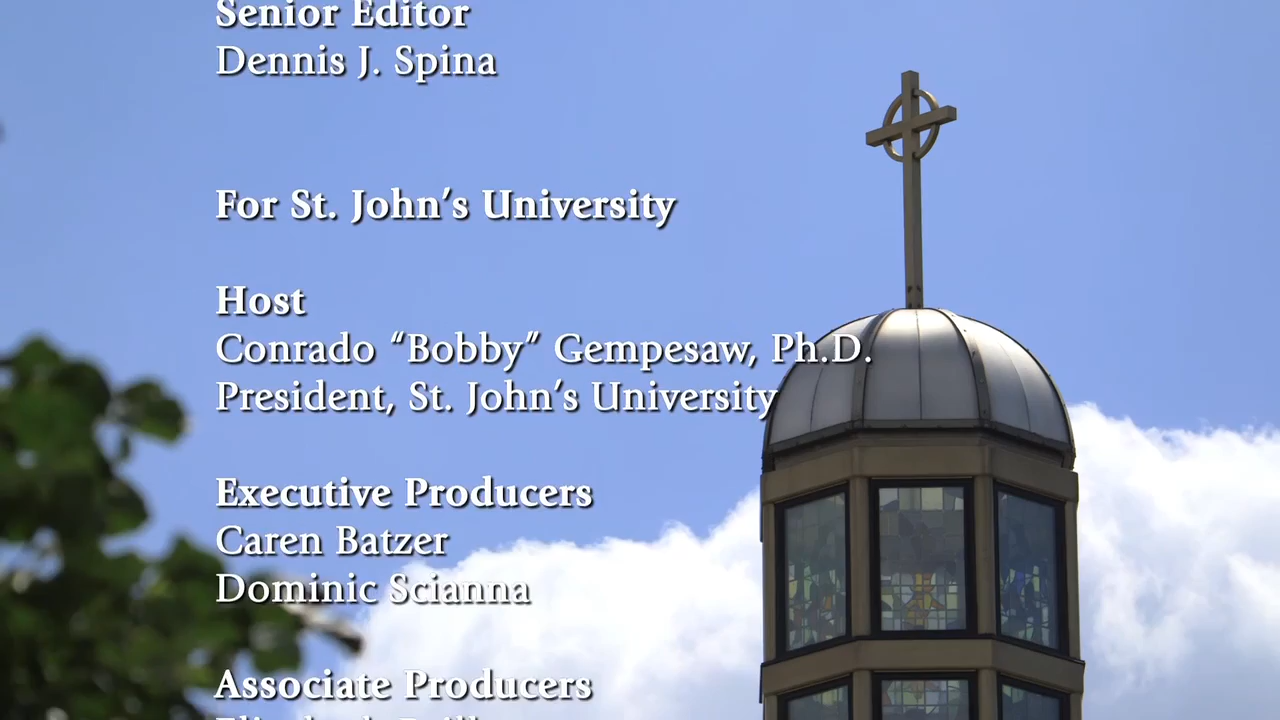 Senior Editor
Dennis J. Spina
For St. John's University
Host
Conrado “Bobby” Gempesaw, Ph.D.
President, St. John's University
Executive Producers
Caren Batzer
Dominic Scianna
Associate Producers